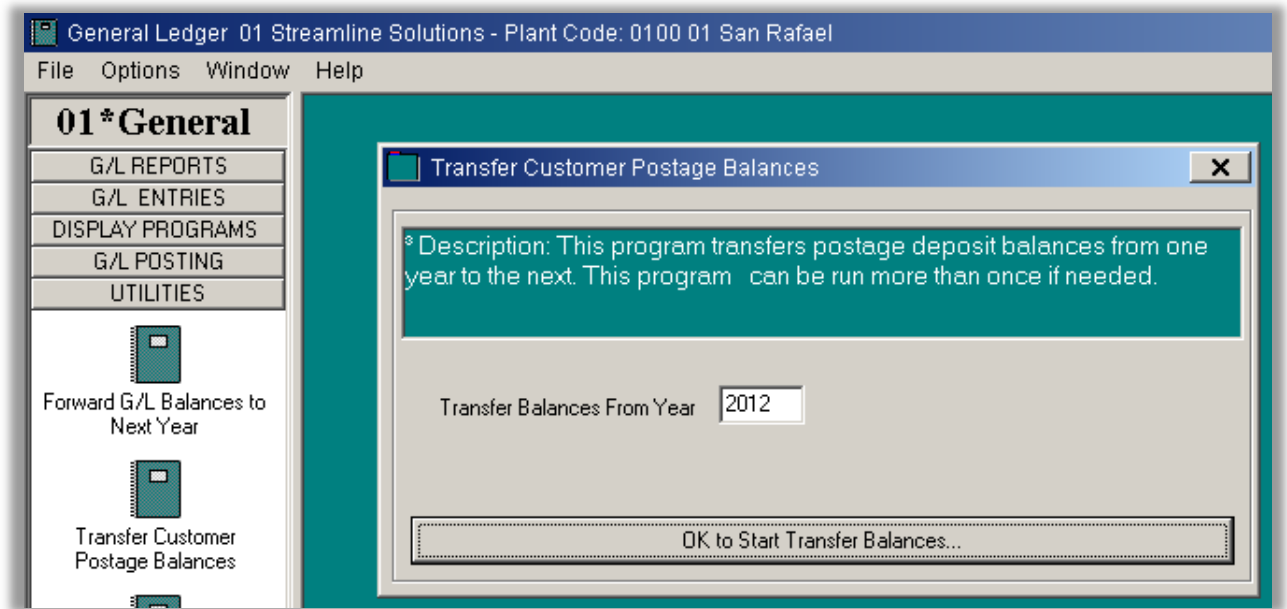 General Ledger 01 Streamline Solutions - Plant Code: 0100 01 San Rafael
File Options Window Help
01*General
G/L REPORTS
G/L ENTRIES
DISPLAY PROGRAMS
G/L POSTING
UTILITIES
Forward G/L Balances to
Next Year
Transfer Customer
Postage Balances
Transfer Customer Postage Balances
* Description: This program transfers postage deposit balances from one
year to the next. This program can be run more than once if needed.
Transfer Balances From Year 2012
OK to Start Transfer Balances...